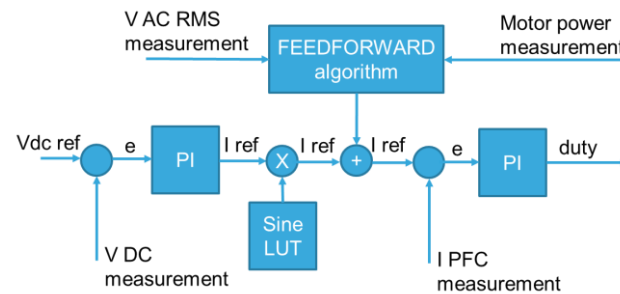 V AC RMS
measurement
FEEDFORWARD
algorithm
Motor power
measurement
Vdc ref
e
PI
I ref
X
I ref
+
I ref
e
PI
duty
Sine
LUT
V DC
measurement
I PFC
measurement